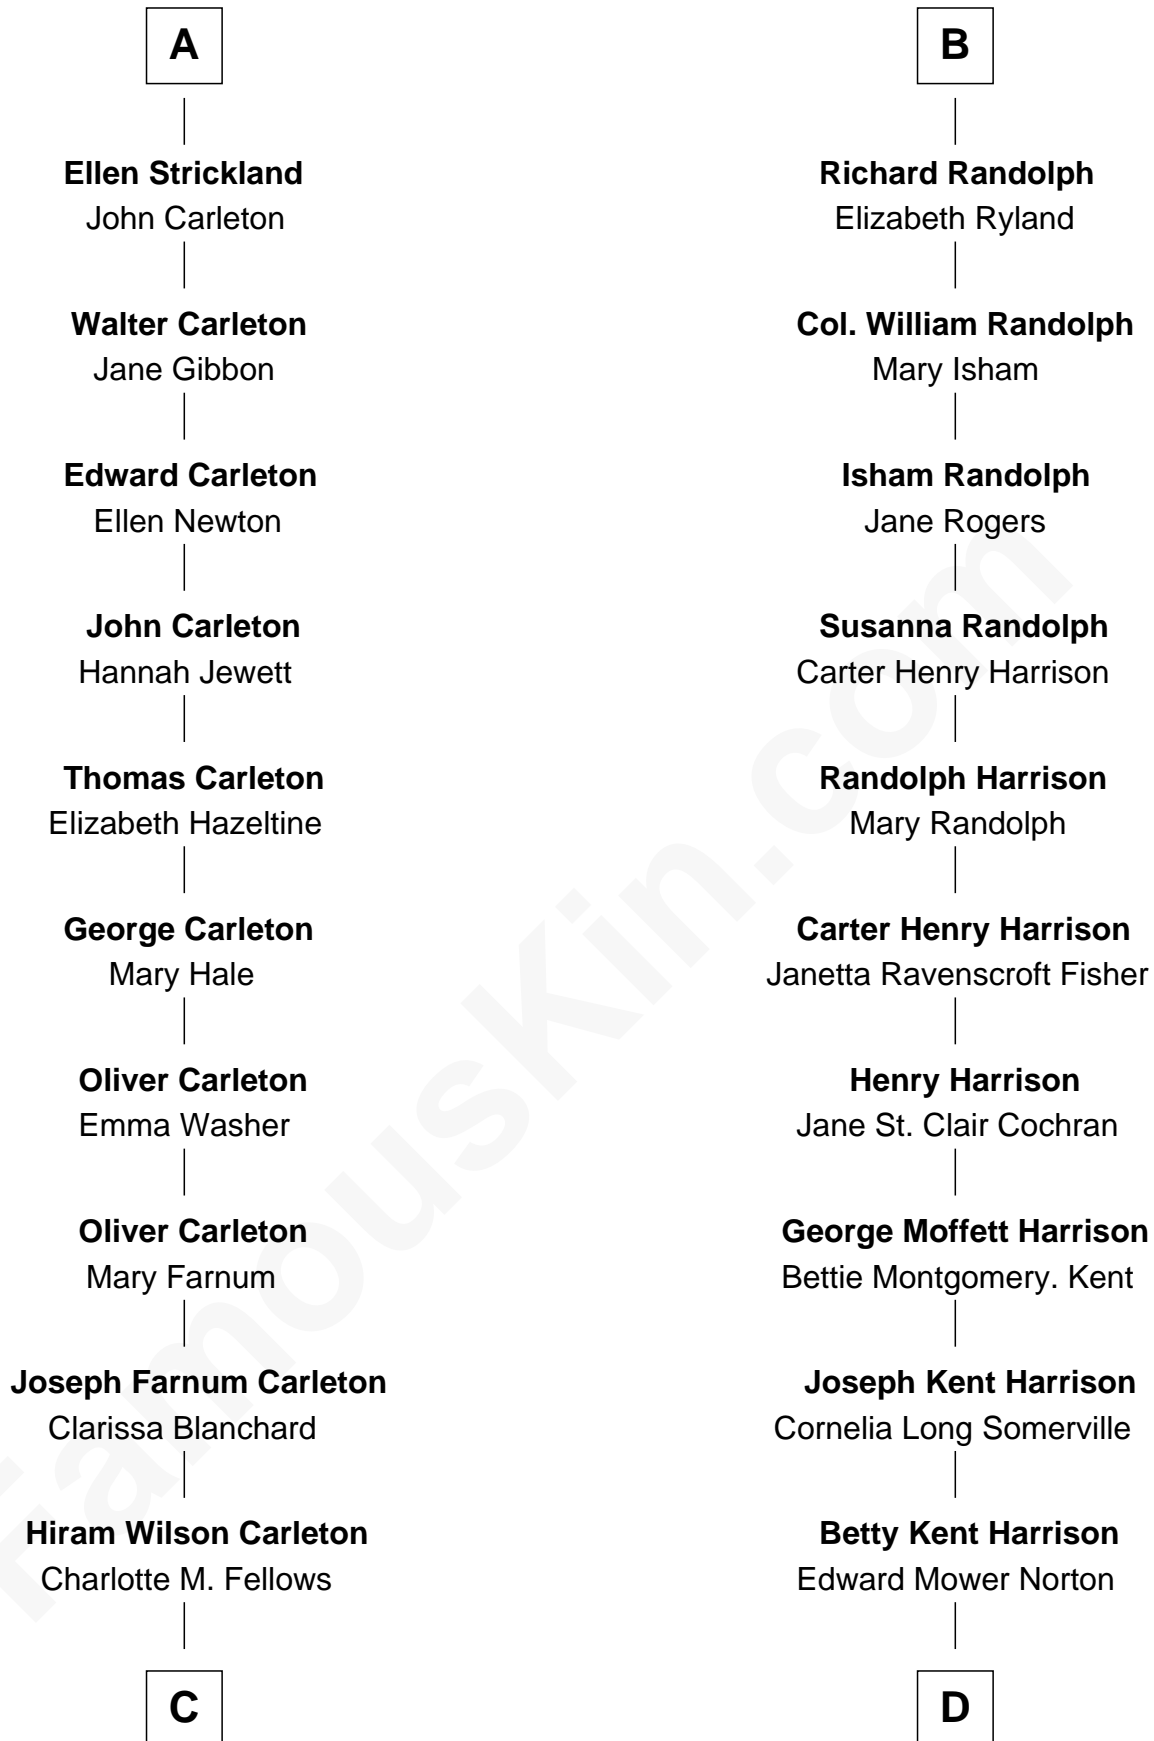 A
Ellen Strickland
John Carleton
Walter Carleton
Jane Gibbon
Edward Carleton
Ellen Newton
John Carleton
Hannah Jewett
Thomas Carleton
Elizabeth Hazeltine
George Carleton
Mary Hale
Oliver Carleton
Emma Washer
Oliver Carleton
Mary Farnum
Joseph Farnum Carleton
Clarissa Blanchard
Hiram Wilson Carleton
Charlotte M. Fellows
C
B
Richard Randolph
Elizabeth Ryland
Col. William Randolph
Mary Isham
Isham Randolph
Jane Rogers
Susanna Randolph
Carter Henry Harrison
Randolph Harrison
Mary Randolph
Carter Henry Harrison
Janetta Ravenscroft Fisher
Henry Harrison
Jane St. Clair Cochran
George Moffett Harrison
Bettie Montgomery. Kent
Joseph Kent Harrison
Cornelia Long Somerville
Betty Kent Harrison
Edward Mower Norton
D
FamousKin.com